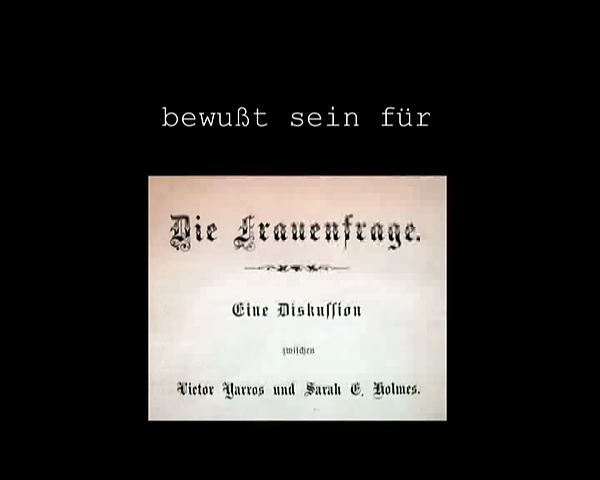 bewußt sein für
Die Frauenfrage.
Eine Diskussion
zwischen
Victor Yarros und Sarah E. Holmes.